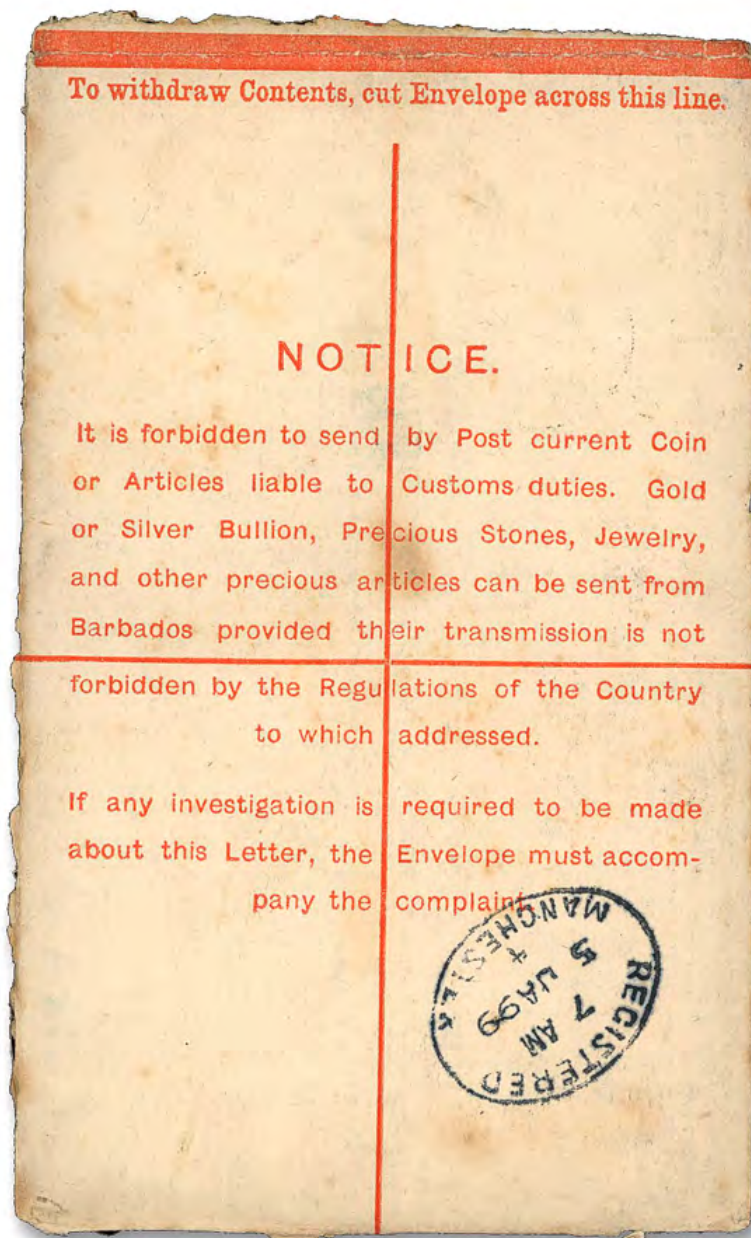 To withdraw Contents, cut Envelope across this line.
NOTICE.
It is forbidden to send by Post current Coin
or Articles liable to Customs duties. Gold
or Silver Bullion, Precious Stones, Jewelry,
and other precious articles can be sent from
Barbados provided their transmission is not
forbidden by the Regulations of the Country
to which addressed.
If any investigation is required to be made
about this Letter, the Envelope must accom-
pany the complaint.
REGISTERED
7 AM
5 JA 99
MANCHESTER